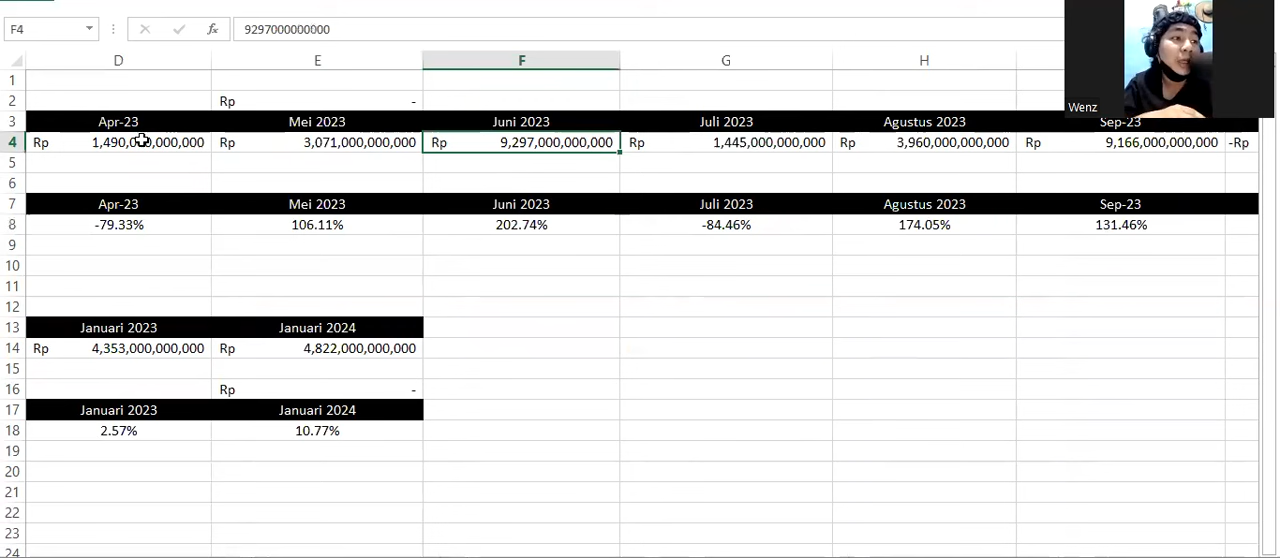 F4 fx 9297000000000
D E F G H
1
2 Rp -
3 Apr-23 Mei 2023 Juni 2023 Juli 2023 Agustus 2023 Sep-23
4 Rp 3,071,000,000,000 Rp 9,297,000,000,000 Rp 1,445,000,000,000 Rp 3,960,000,000,000 Rp 9,166,000,000,000 -Rp
5
6
7 Apr-23 Mei 2023 Juni 2023 Juli 2023 Agustus 2023 Sep-23
8 -79.33% 106.11% 202.74% -84.46% 174.05% 131.46%
9
10
11
12
13 Januari 2023 Januari 2024
14 Rp 4,353,000,000,000 Rp 4,822,000,000,000
15
16 Rp -
17 Januari 2023 Januari 2024
18 2.57% 10.77%
19
20
21
22
23
24
Wenz